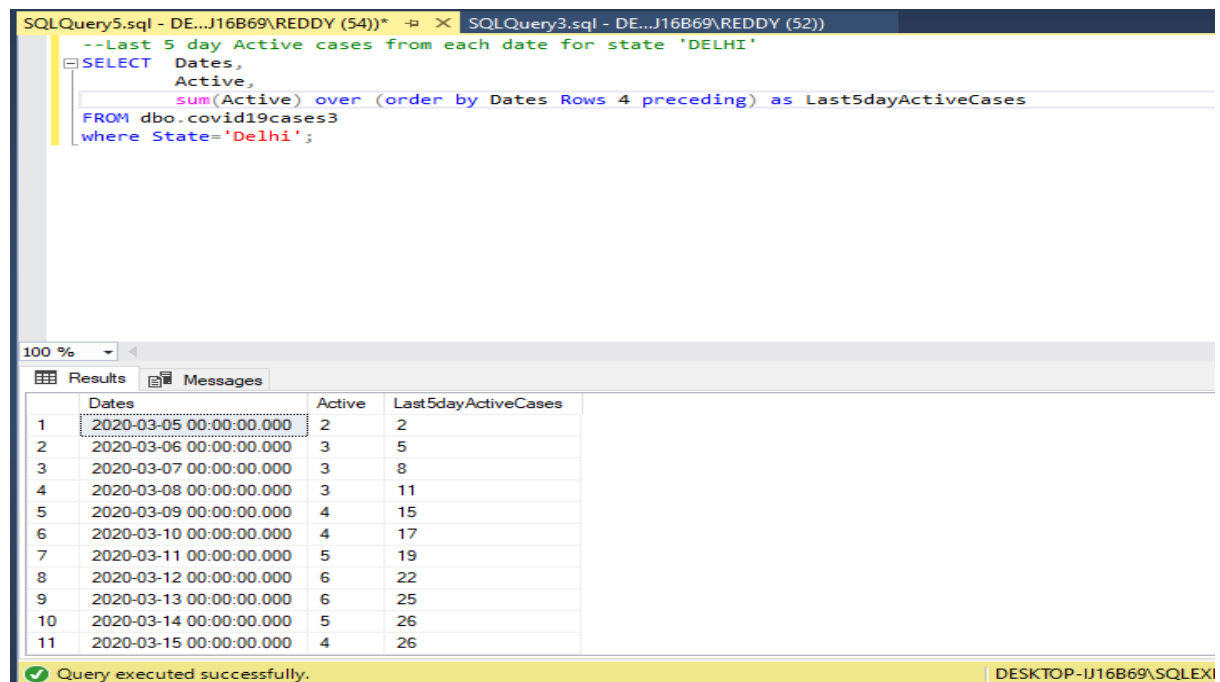 SQLQuery5.sql - DE...J16B69\REDDY (54))* SQLQuery3.sql - DE...J16B69\REDDY (52))
--Last 5 day Active cases from each date for state 'DELHI'
SELECT Dates,
Active,
sum(Active) over (order by Dates Rows 4 preceding) as Last5dayActiveCases
FROM dbo.covid19cases3
where State='Delhi';
100 %
Results Messages
Dates Active Last5dayActiveCases
1 2020-03-05 00:00:00.000 2 2
2 2020-03-06 00:00:00.000 3 5
3 2020-03-07 00:00:00.000 3 8
4 2020-03-08 00:00:00.000 3 11
5 2020-03-09 00:00:00.000 4 15
6 2020-03-10 00:00:00.000 4 17
7 2020-03-11 00:00:00.000 5 19
8 2020-03-12 00:00:00.000 6 22
9 2020-03-13 00:00:00.000 6 25
10 2020-03-14 00:00:00.000 5 26
11 2020-03-15 00:00:00.000 4 26
Query executed successfully. DESKTOP-IJ16B69\SQLEX